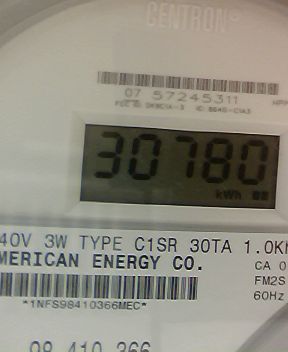 CENTRON®
07 57245311
30780
kWh
40V 3W TYPE C1SR 30TA 1.0K
MERICAN ENERGY CO.
CA 0
FM2S
60Hz
*1NFS98410366MEC*
98 410 366